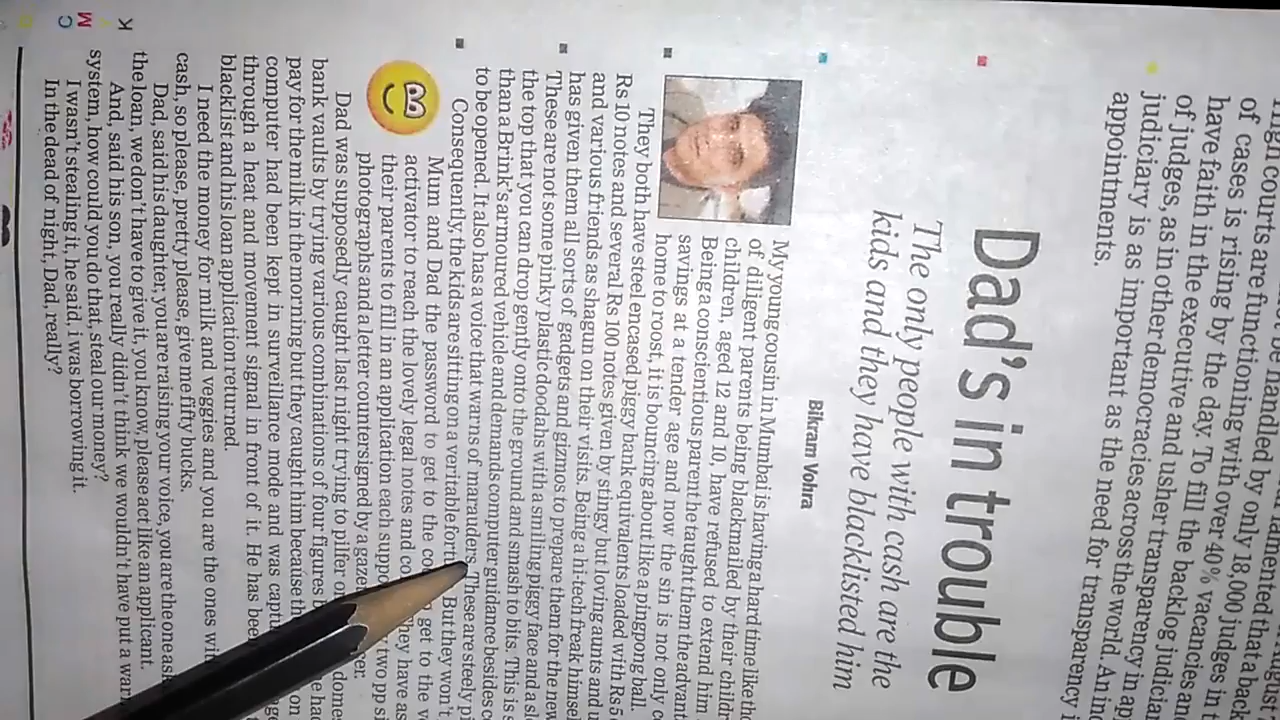 of cases is rising by the day. To fill the backlog judicial
have faith in the executive and usher transparency in ap
of judges, as in other democracies across the world. An in
judiciary is as important as the need for transparency
appointments.
Dad's in trouble
The only people with cash are the
kids and they have blacklisted him
Bikram Vohra
My young cousin in Mumbai is having a hard time like
of diligent parents being blackmailed by their
children, aged 12 and 10, have refused to extend him
Being a conscientious parent he taught them the
savings at a tender age and now the sin is not only
home to roost, it is bouncing about like a pingpong ball.
They both have steel encased piggy bank equivalents loaded with Rs 5
Rs 10 notes and several Rs 100 notes given by stingy but loving aunts and
and various friends as shagun on their visits. Being a hi-tech freak
has given them all sorts of gadgets and gizmos to prepare them for the new
These are not some pinky plastic doodahs with a smiling piggy face and a
the top that you can drop gently onto the ground and smash to bits. This is
than a Brink's armoured vehicle and demands computer guidance besides
to be opened. It also has a voice that warns of marauders. These are steely
Consequently, the kids are sitting on a veritable But they won't
Mum and Dad the password to get to the get to the
activator to reach the lovely legal notes and They have
their parents to fill in an application each two
photographs and a letter countersigned by a
Dad was supposedly caught last night trying to pilfer
bank vaults by trying various combinations of four figures
pay for the milk in the morning but they caught him because
computer had been kept in surveillance mode and was
through a heat and movement signal in front of it. He has
blacklist and his loan application returned.
I need the money for milk and veggies and you are the ones
cash, so please, pretty please, give me fifty bucks.
Dad, said his daughter, you are raising your voice, you are the one
the loan, we don't have to give it, you know, please act like an applicant.
And, said his son, you really didn't think we wouldn't have put a
system, how could you do that, steal our money?
I wasn't stealing it, he said, i was borrowing it.
In the dead of night, Dad, really?
K
M
C